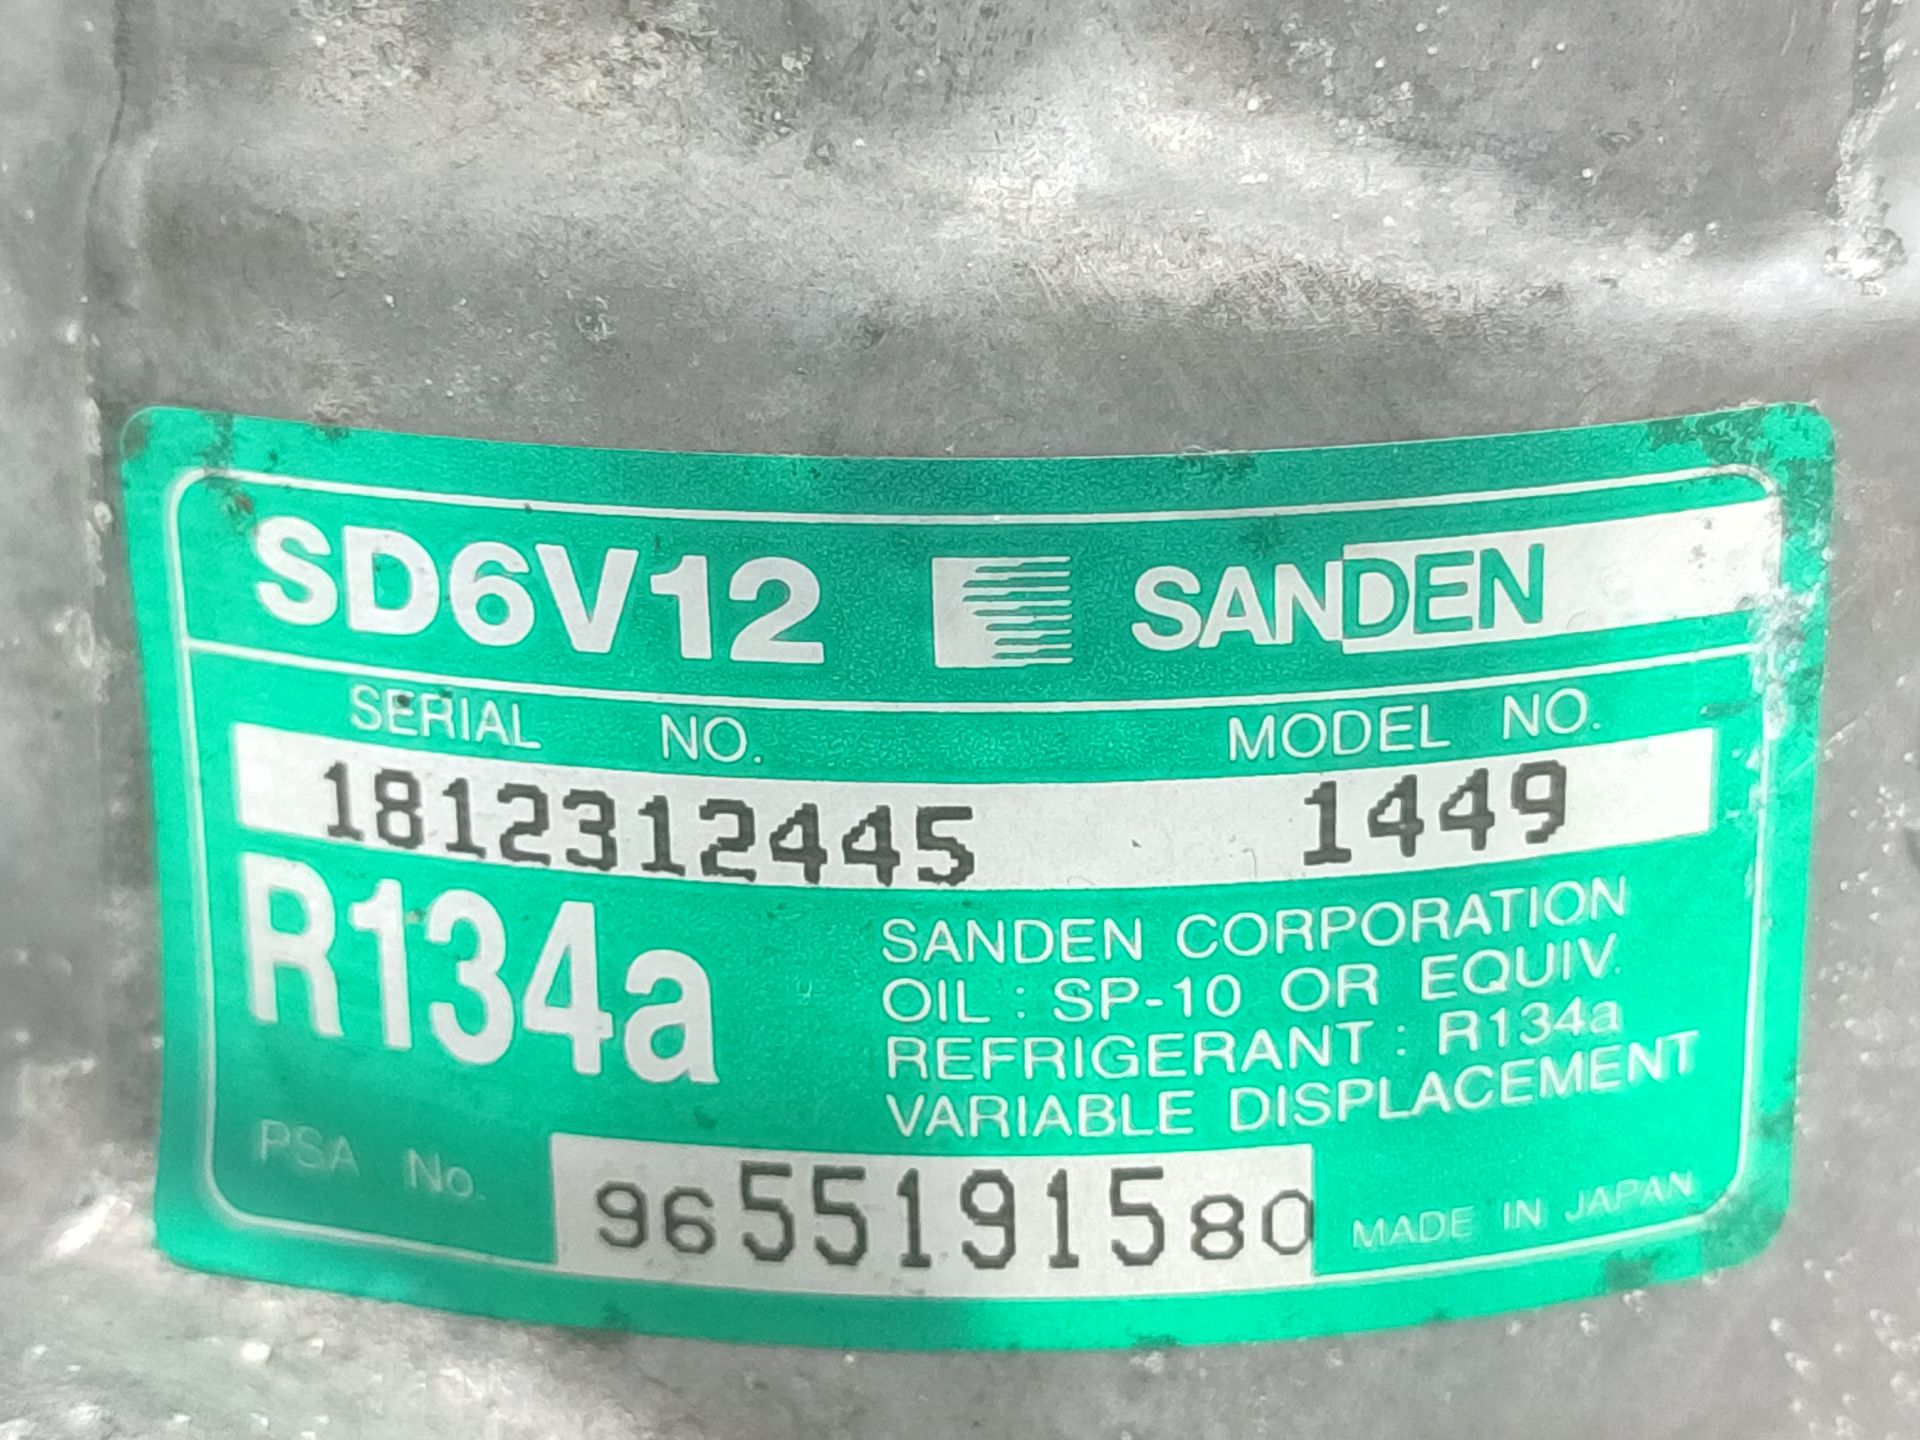 SD6V12 SANDEN
SERIAL NO. MODEL NO.
1812312445 1449
R134a
SANDEN CORPORATION
OIL : SP-10 OR EQUIV.
REFRIGERANT : R134a
VARIABLE DISPLACEMENT
PSA No. 9655191580 MADE IN JAPAN